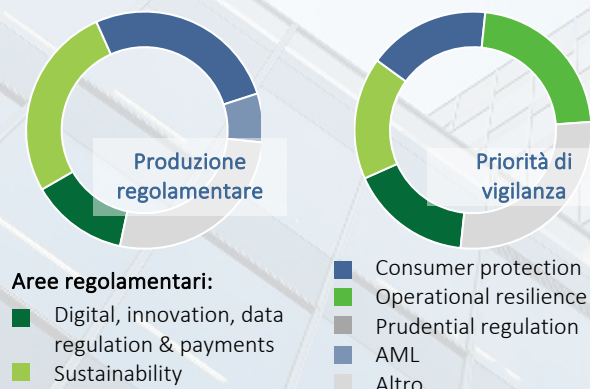 Produzione
regolamentare
Priorità di
vigilanza
Aree regolamentari:
Digital, innovation, data
regulation & payments
Sustainability
Consumer protection
Operational resilience
Prudential regulation
AML
Altro